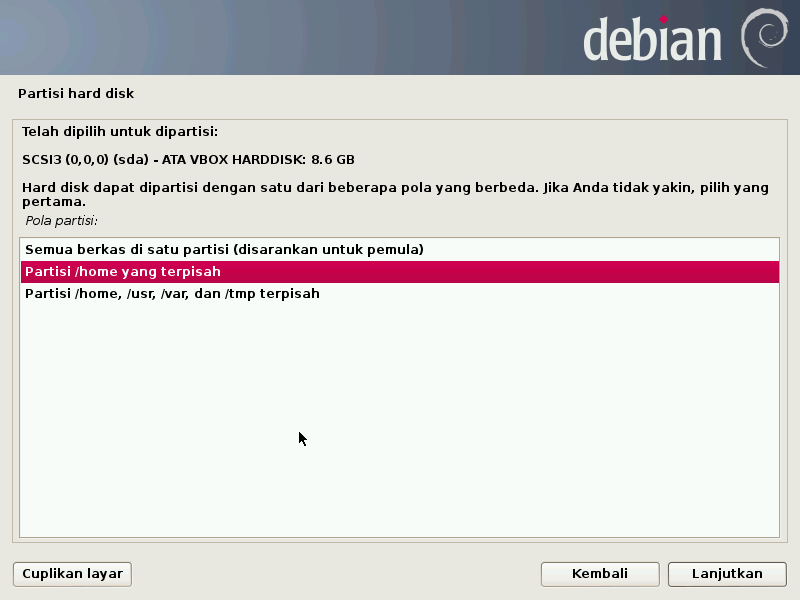 debian
Partisi hard disk
Telah dipilih untuk dipartisi:
SCSI3 (0,0,0) (sda) - ATA VBOX HARDDISK: 8.6 GB
Hard disk dapat dipartisi dengan satu dari beberapa pola yang berbeda. Jika Anda tidak yakin, pilih yang
pertama.
Pola partisi:
Semua berkas di satu partisi (disarankan untuk pemula)
Partisi /home yang terpisah
Partisi /home, /usr, /var, dan /tmp terpisah
Cuplikan layar
Kembali
Lanjutkan